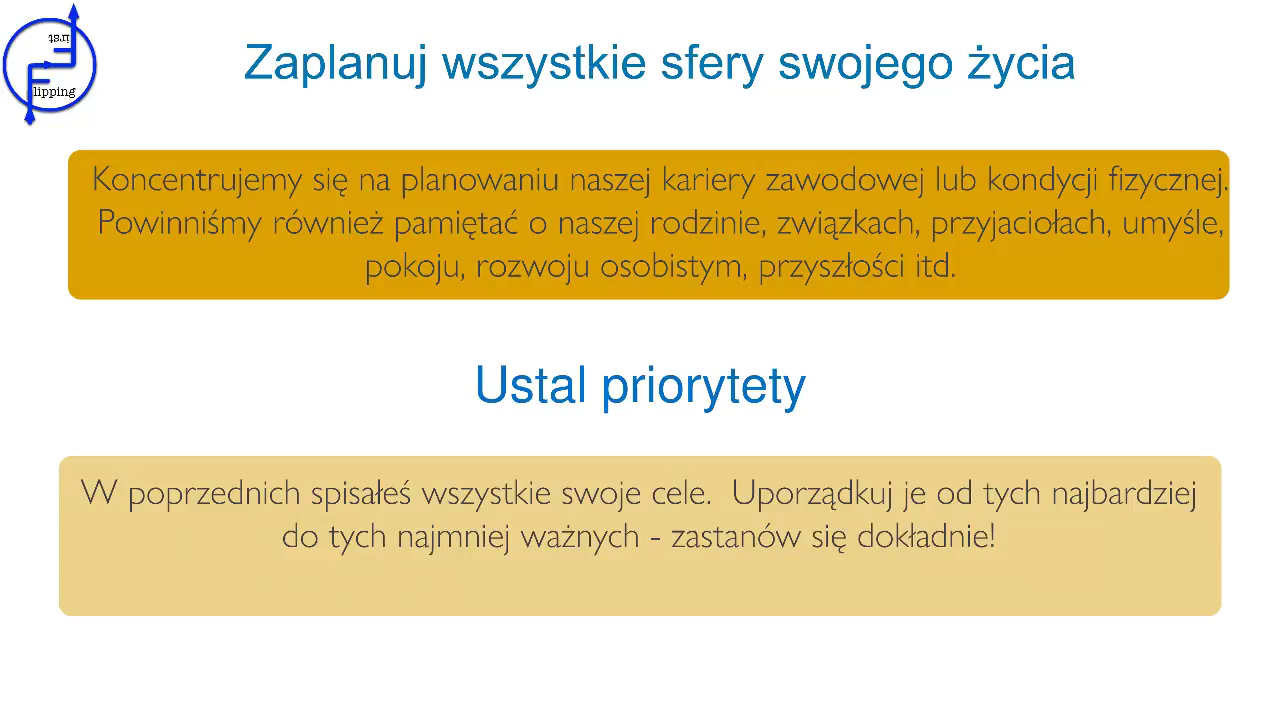 irst
lipping
Zaplanuj wszystkie sfery swojego życia
Koncentrujemy się na planowaniu naszej kariery zawodowej lub kondycji fizycznej.
Powinniśmy również pamiętać o naszej rodzinie, związkach, przyjaciołach, umyśle,
pokoju, rozwoju osobistym, przyszłości itd.
Ustal priorytety
W poprzednich spisałeś wszystkie swoje cele. Uporządkuj je od tych najbardziej
do tych najmniej ważnych - zastanów się dokładnie!